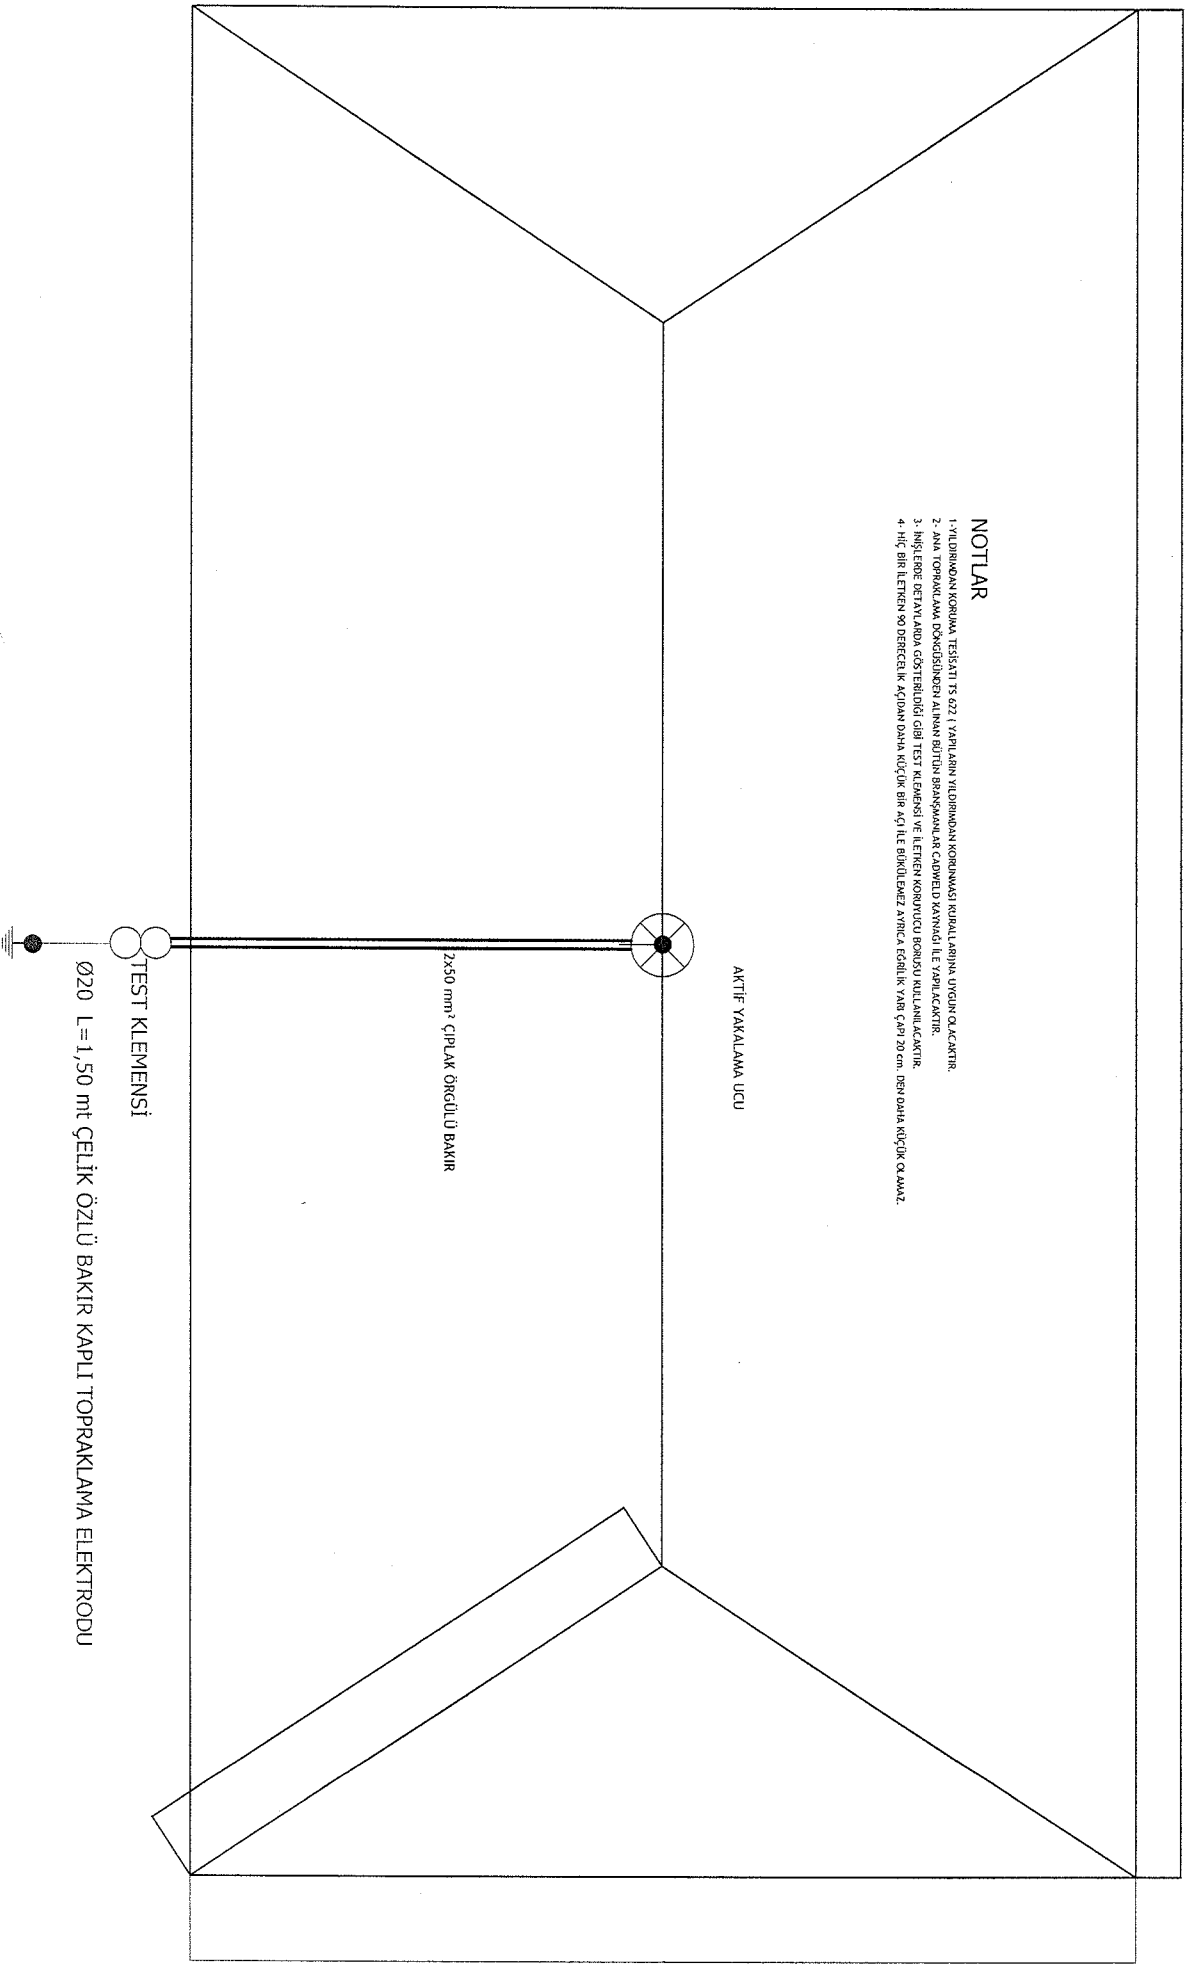 NOTLAR
1-YILDIRIMDAN KORUMA TESİSATI TS 622 ( YAPILARIN YILDIRIMDAN KORUNMASI KURALLARI)NA UYGUN OLACAKTIR.
2- ANA TOPRAKLAMA DÖNGÜSÜNDEN ALINAN BÜTÜN BRANŞMANLAR CADWELD KAYNAĞI İLE YAPILACAKTIR.
3- İNİŞLERDE DETAYLARDA GÖSTERİLDİĞİ GİBİ TEST KLEMENSİ VE İLETKEN KORUYUCU BORUSU KULLANILACAKTIR.
4- HİÇ BİR İLETKEN 90 DERECELİK AÇIDAN DAHA KÜÇÜK BİR AÇI İLE BÜKÜLEMEZ AYRICA EĞRİLİK YARI ÇAPI 20 cm. DEN DAHA KÜÇÜK OLAMAZ.
AKTİF YAKALAMA UCU
2x50 mm² ÇIPLAK ÖRGÜLÜ BAKIR
TEST KLEMENSİ
Ø20 L=1,50 mt ÇELİK ÖZLÜ BAKIR KAPLI TOPRAKLAMA ELEKTRODU